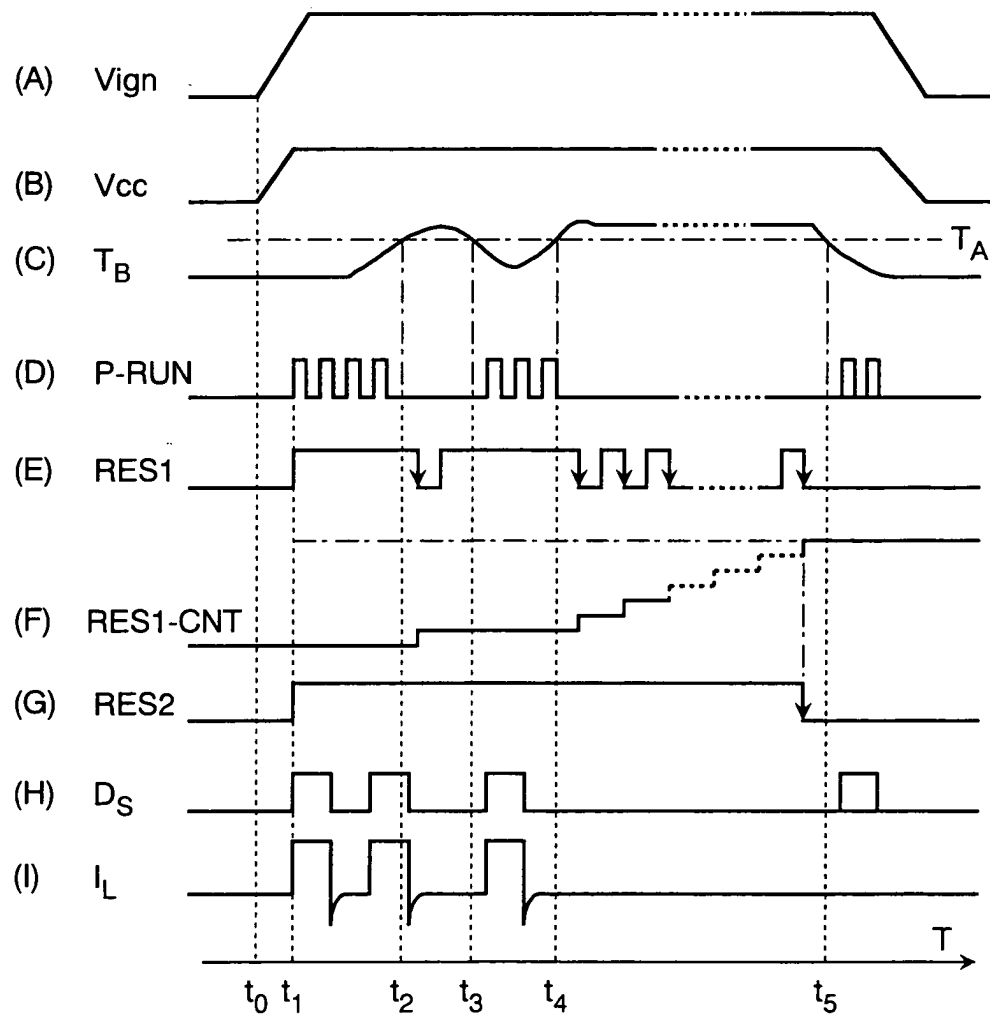 (A) Vign
(B) Vcc
(C) T_B T_A
(D) P-RUN
(E) RES1
(F) RES1-CNT
(G) RES2
(H) D_S
(I) I_L
T
t_0 t_1 t_2 t_3 t_4 t_5